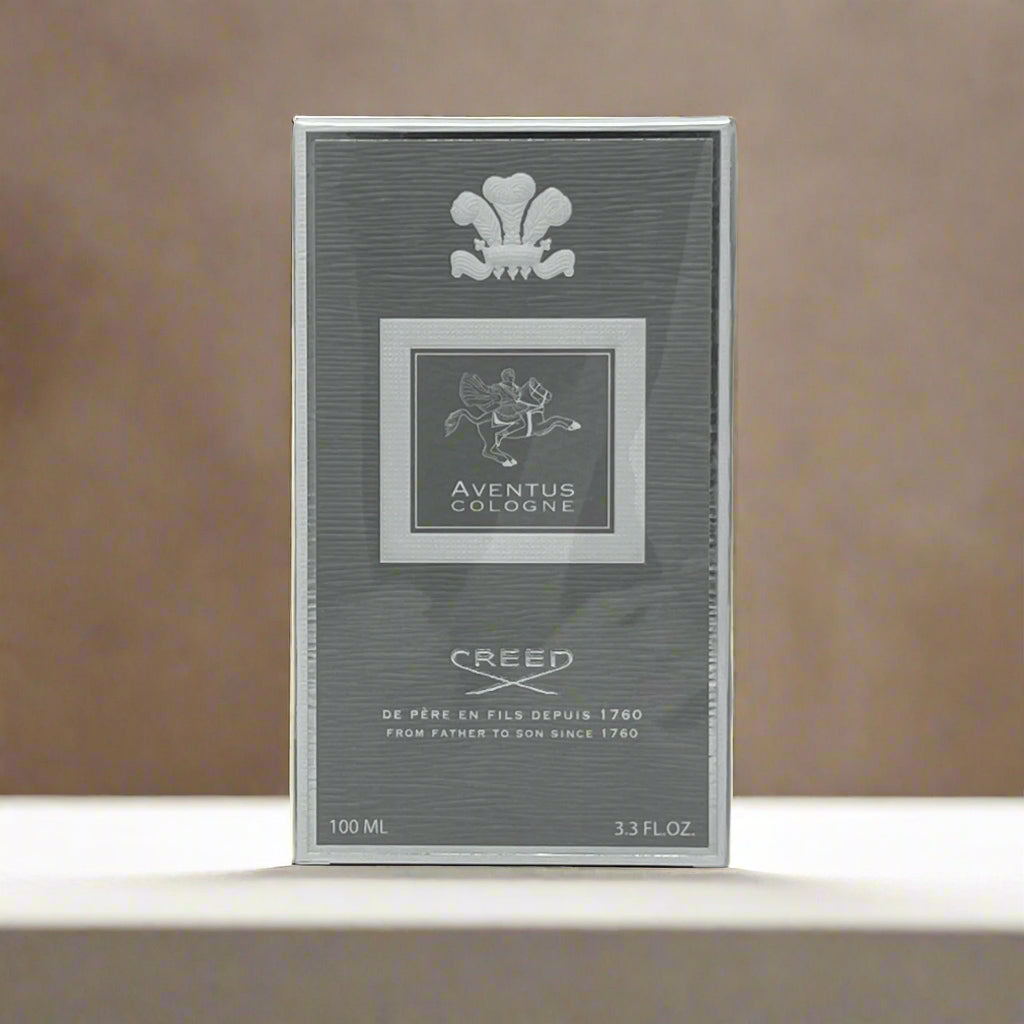 AVENTUS
COLOGNE
CREED
DE PÈRE EN FILS DEPUIS 1760
FROM FATHER TO SON SINCE 1760
100 ML 3.3 FL.OZ.